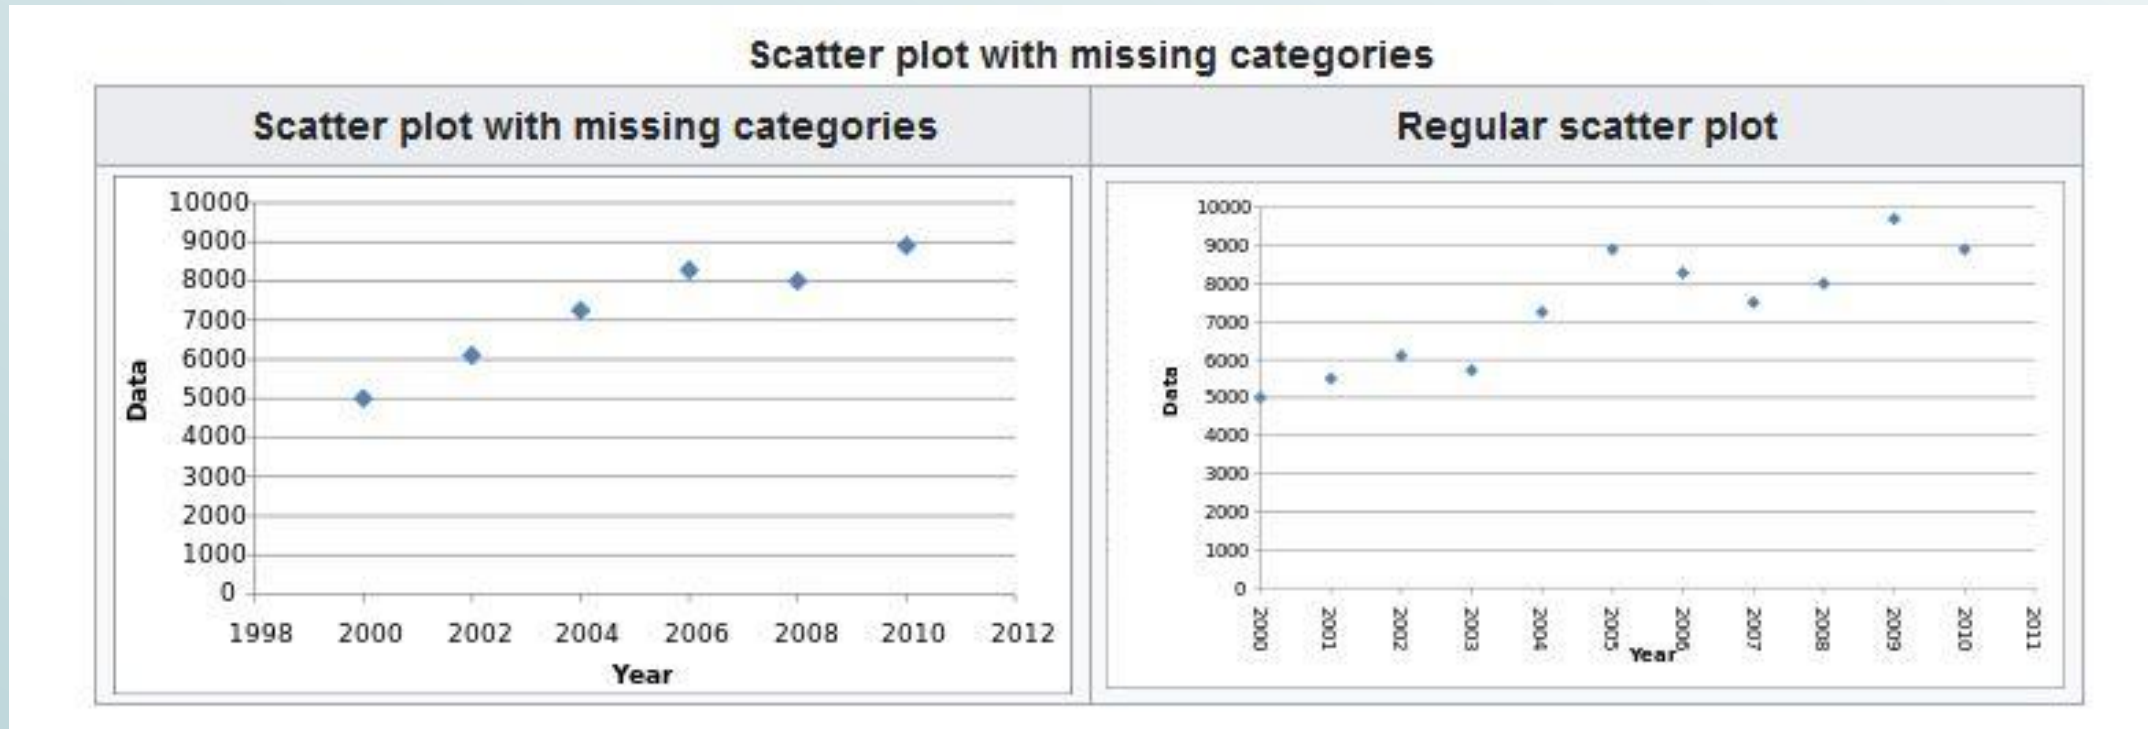 Scatter plot with missing categories
Scatter plot with missing categories
Regular scatter plot
10000
9000
8000
7000
6000
5000
4000
3000
2000
1000
0
Data
1998 2000 2002 2004 2006 2008 2010 2012
Year
10000
9000
8000
7000
6000
5000
4000
3000
2000
1000
0
Data
2000 2001 2002 2003 2004 2005 2006 2007 2008 2009 2010 2011
Year